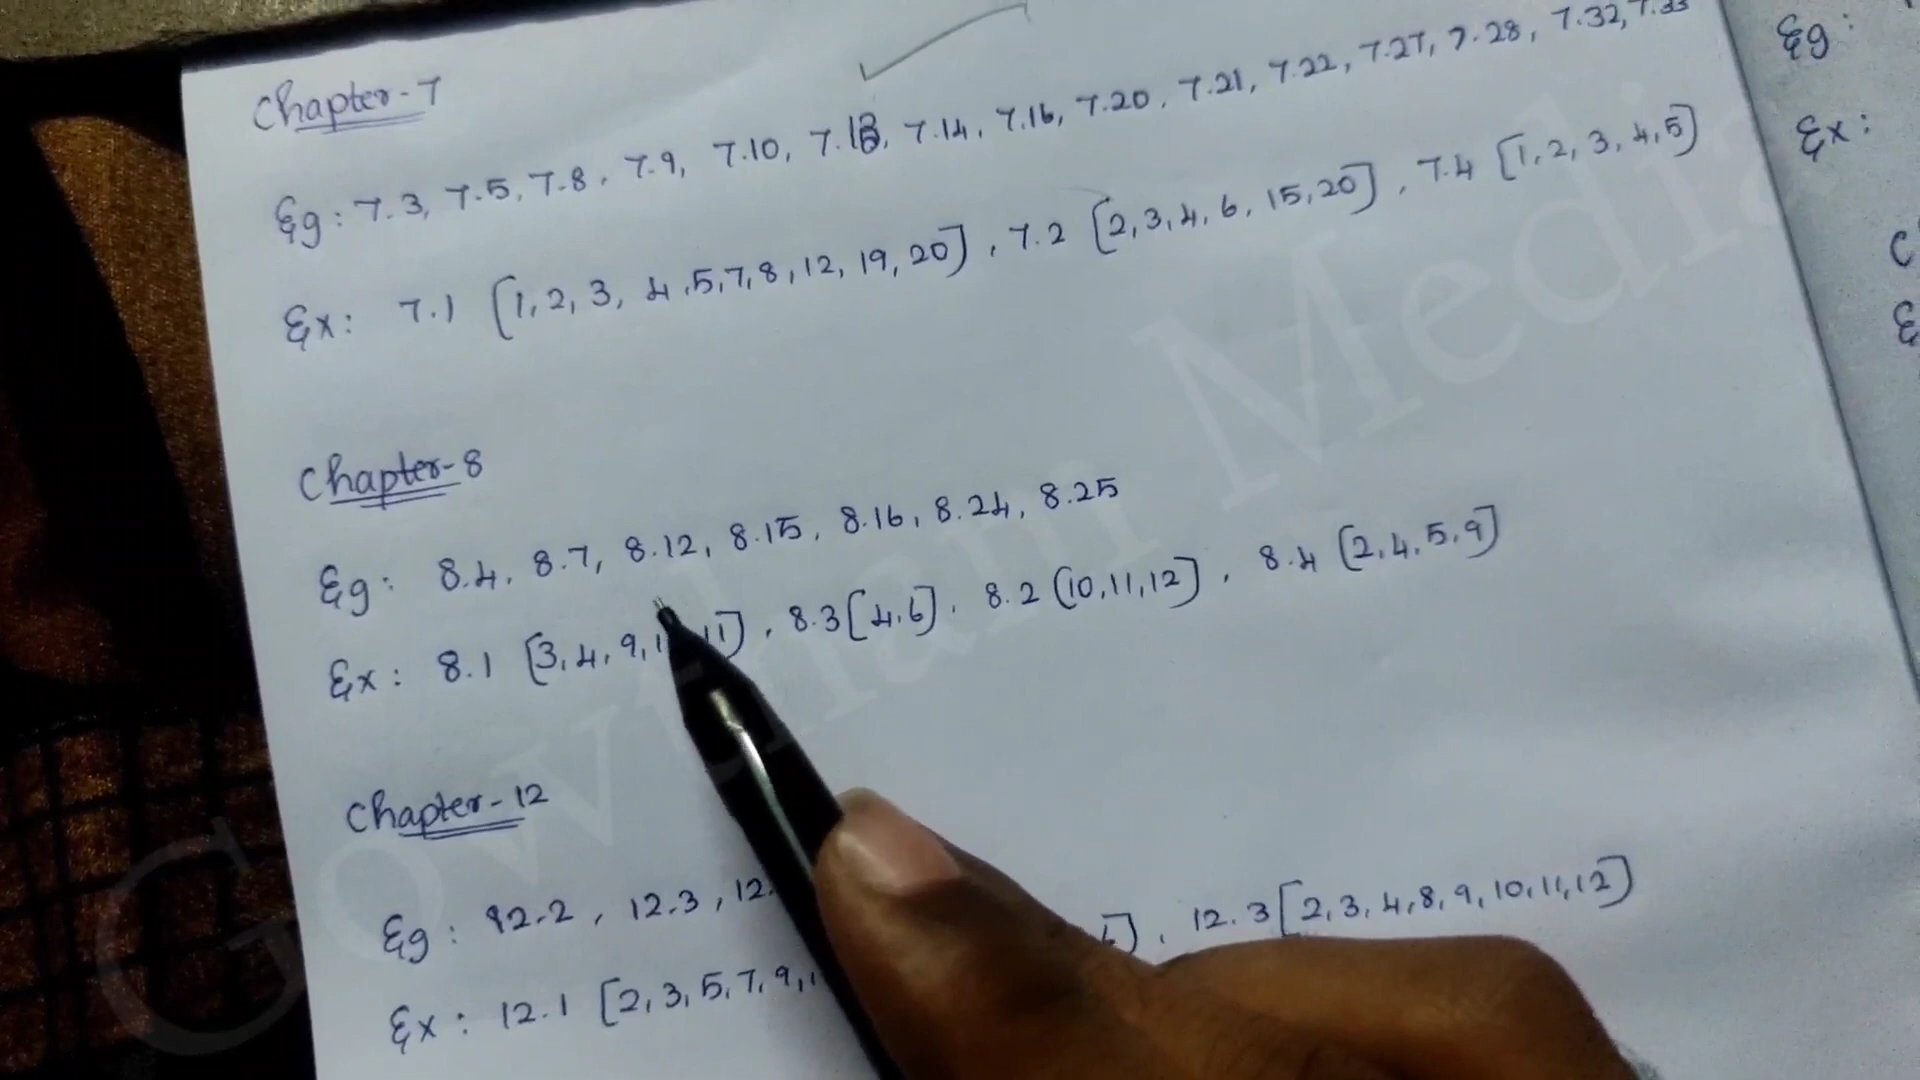 Chapter-7
Eg: 7.3, 7.5, 7.8, 7.9, 7.10, 7.13, 7.14, 7.16, 7.20, 7.21, 7.22, 7.27, 7.28, 7.32, 7.33
Ex: 7.1 [1,2,3,4,5,7,8,12,19,20], 7.2 [2,3,4,6,15,20], 7.4 [1,2,3,4,5]
Chapter-8
Eg: 8.4, 8.7, 8.12, 8.15, 8.16, 8.24, 8.25
Ex: 8.1 [3,4,9, 11], 8.3[4,6], 8.2 [10,11,12], 8.4 [2,4,5,9]
Chapter-12
Eg: 12.2, 12.3, 12.
Ex: 12.1 [2,3,5,7,9, ], 12.3[2,3,4,8,9,10,11,12]
Eg:
Ex:
Gowtham Media